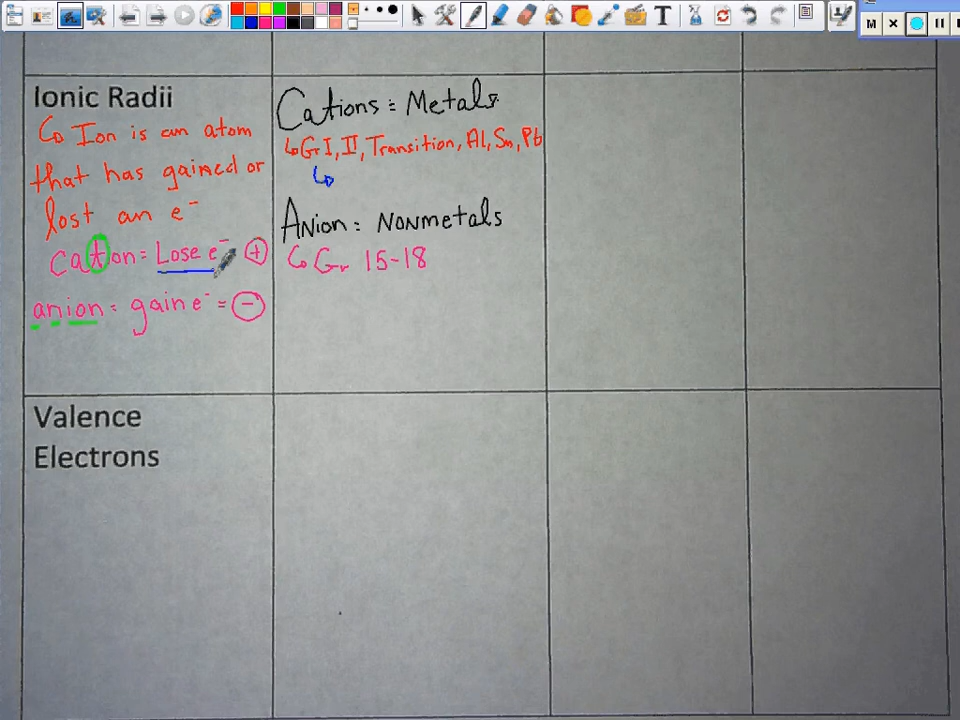 Ionic Radii
Ion is an atom
that has gained or
lost an e⁻
cation = Lose e⁻ +
anion = gain e⁻ = −
Cations = Metals
Gr I, II, Transition, Al, Sn, Pb
Anion = Nonmetals
Gr 15-18
Valence
Electrons
T
M